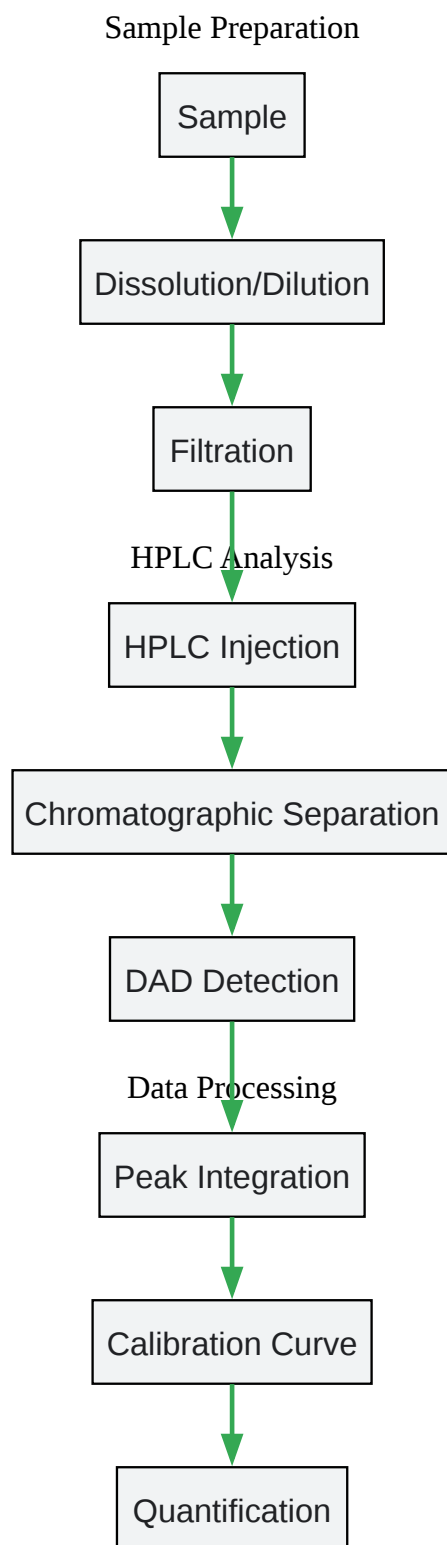 Sample Preparation
Sample
Dissolution/Dilution
Filtration
HPLC Analysis
HPLC Injection
Chromatographic Separation
DAD Detection
Data Processing
Peak Integration
Calibration Curve
Quantification